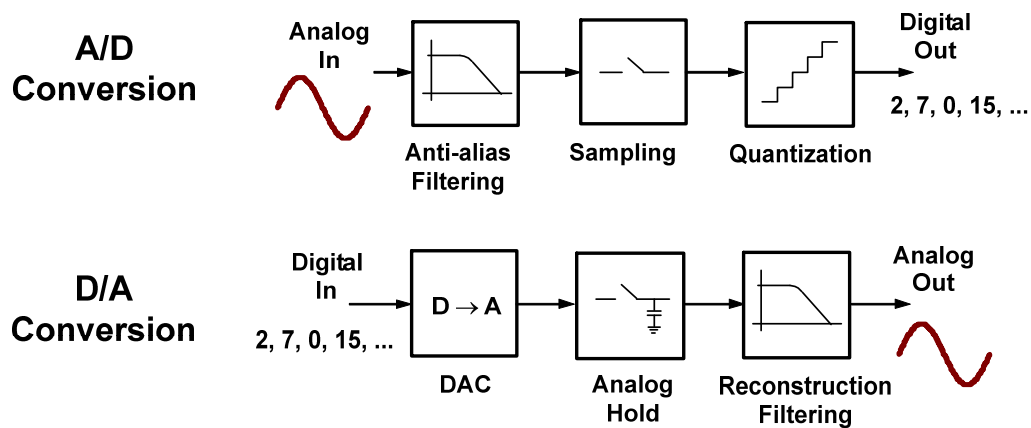 A/D
Conversion
Analog
In
Anti-alias
Filtering
Sampling
Quantization
Digital
Out
2, 7, 0, 15, ...
D/A
Conversion
Digital
In
2, 7, 0, 15, ...
D → A
DAC
Analog
Hold
Reconstruction
Filtering
Analog
Out